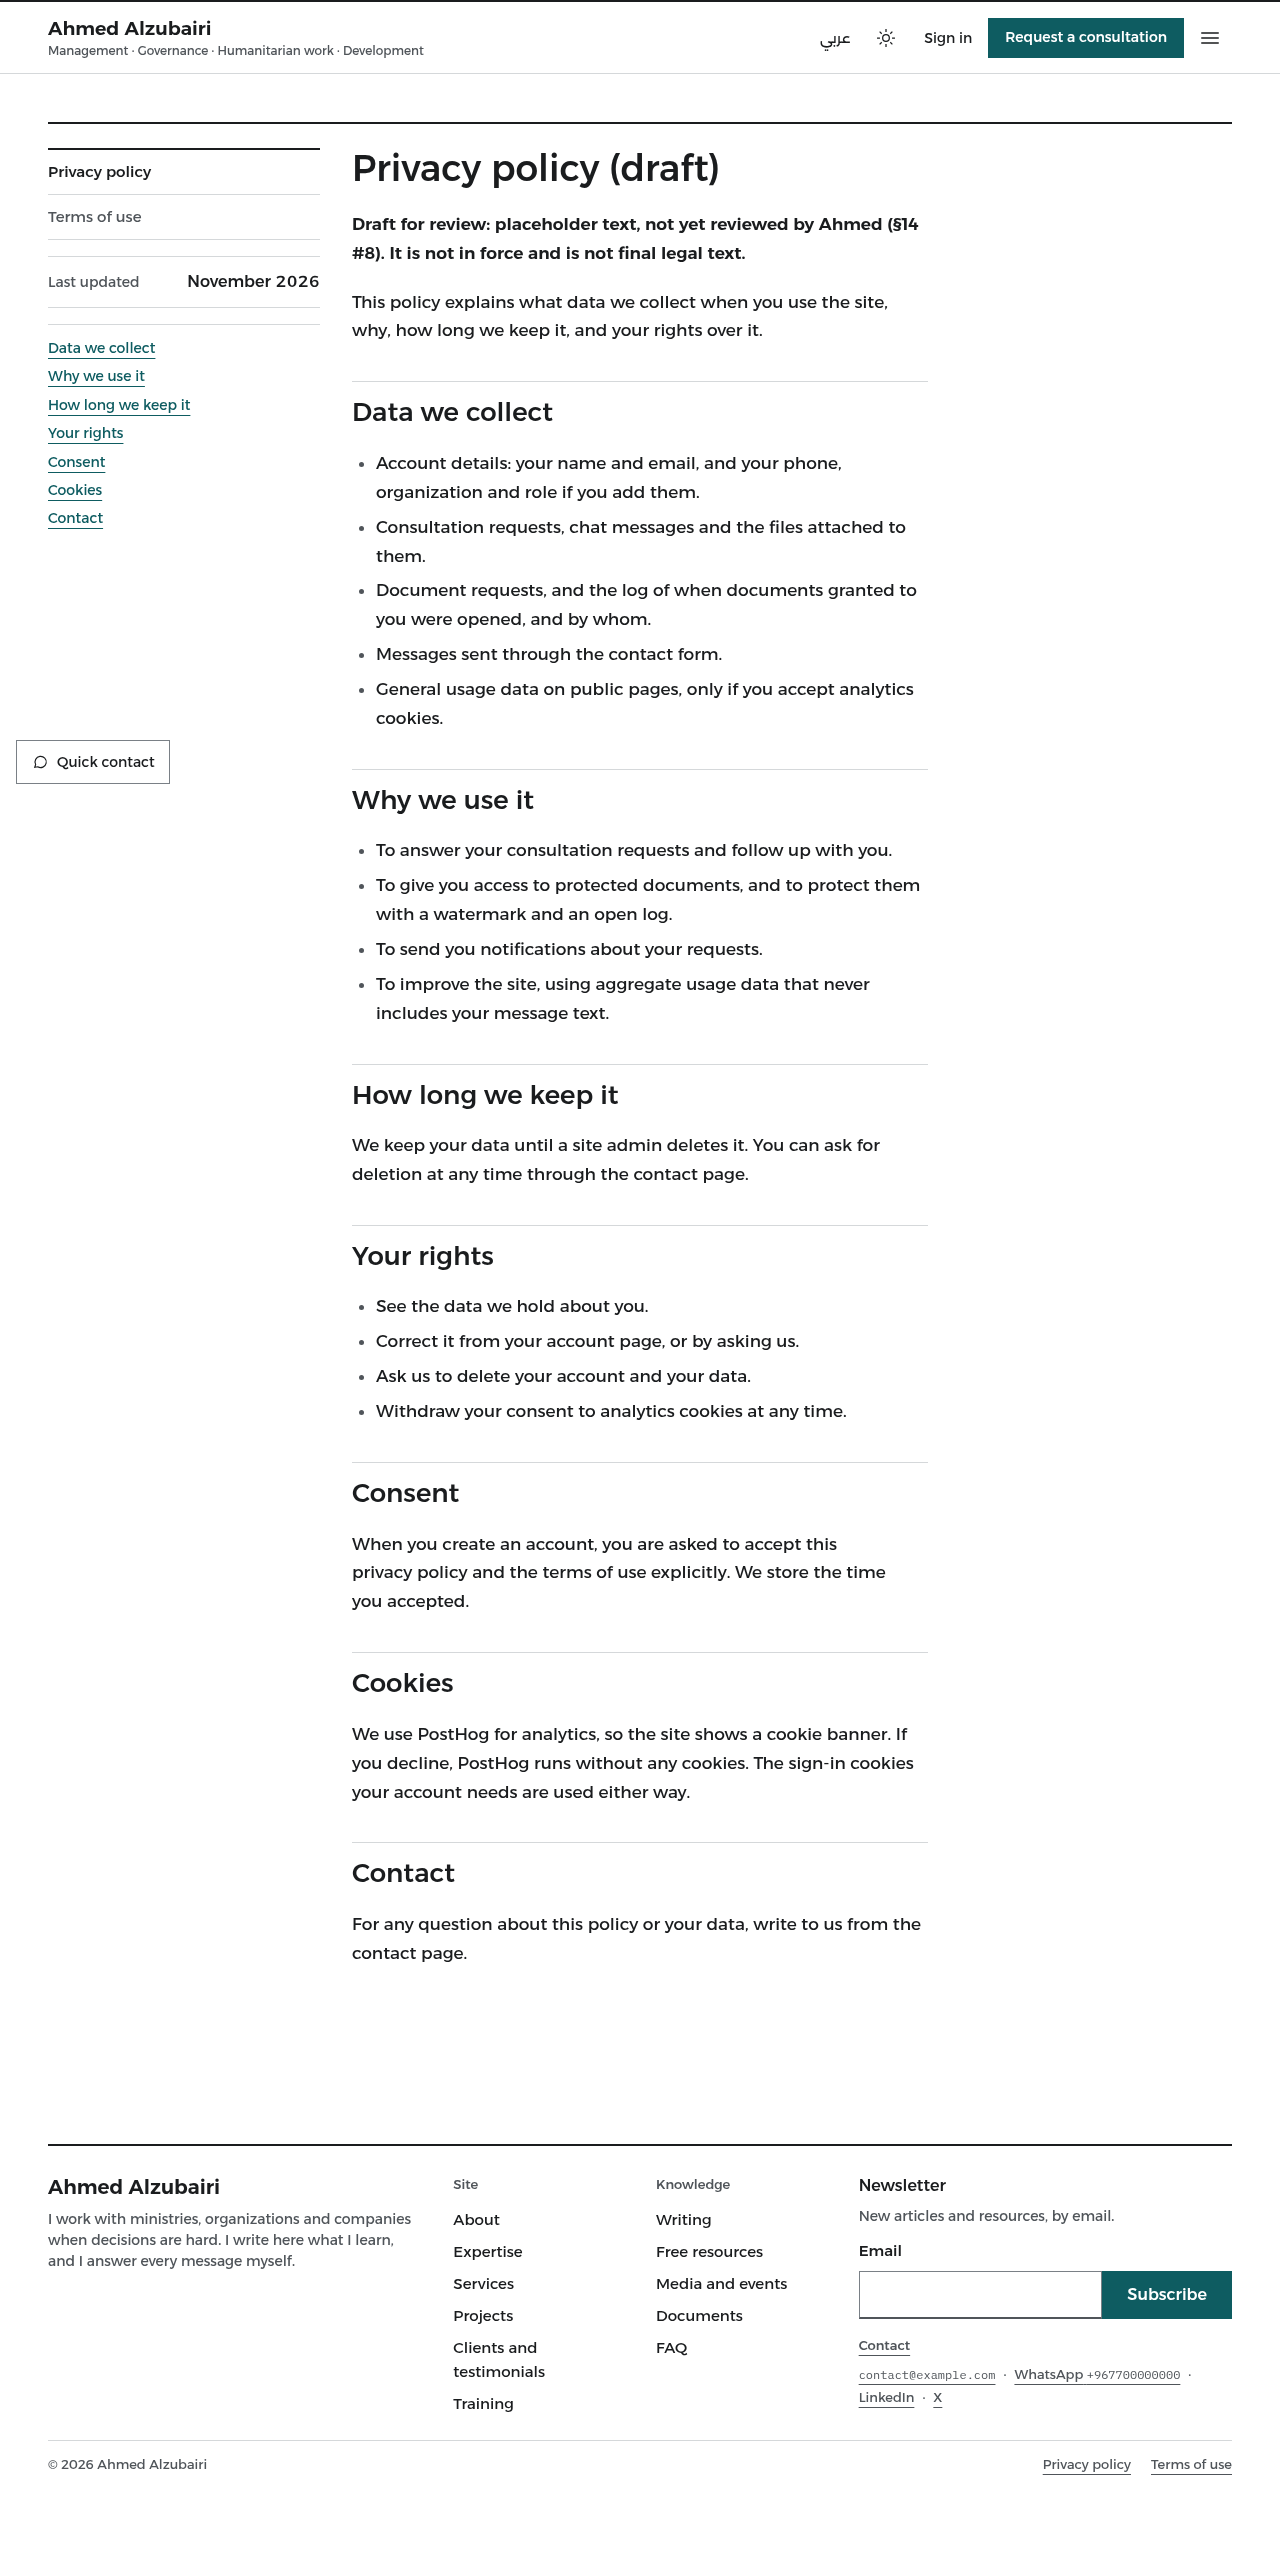 Ahmed Alzubairi
Management · Governance · Humanitarian work · Development
عربي
Sign in
Request a consultation
Privacy policy
Terms of use
Last updated November 2026
Data we collect
Why we use it
How long we keep it
Your rights
Consent
Cookies
Contact
Quick contact
Privacy policy (draft)
Draft for review: placeholder text, not yet reviewed by Ahmed (§14
#8). It is not in force and is not final legal text.
This policy explains what data we collect when you use the site,
why, how long we keep it, and your rights over it.
Data we collect
• Account details: your name and email, and your phone,
organization and role if you add them.
• Consultation requests, chat messages and the files attached to
them.
• Document requests, and the log of when documents granted to
you were opened, and by whom.
• Messages sent through the contact form.
• General usage data on public pages, only if you accept analytics
cookies.
Why we use it
• To answer your consultation requests and follow up with you.
• To give you access to protected documents, and to protect them
with a watermark and an open log.
• To send you notifications about your requests.
• To improve the site, using aggregate usage data that never
includes your message text.
How long we keep it
We keep your data until a site admin deletes it. You can ask for
deletion at any time through the contact page.
Your rights
• See the data we hold about you.
• Correct it from your account page, or by asking us.
• Ask us to delete your account and your data.
• Withdraw your consent to analytics cookies at any time.
Consent
When you create an account, you are asked to accept this
privacy policy and the terms of use explicitly. We store the time
you accepted.
Cookies
We use PostHog for analytics, so the site shows a cookie banner. If
you decline, PostHog runs without any cookies. The sign-in cookies
your account needs are used either way.
Contact
For any question about this policy or your data, write to us from the
contact page.
Ahmed Alzubairi
I work with ministries, organizations and companies
when decisions are hard. I write here what I learn,
and I answer every message myself.
Site
About
Expertise
Services
Projects
Clients and
testimonials
Training
Knowledge
Writing
Free resources
Media and events
Documents
FAQ
Newsletter
New articles and resources, by email.
Email
Subscribe
Contact
contact@example.com · WhatsApp +967700000000 ·
LinkedIn · X
© 2026 Ahmed Alzubairi
Privacy policy Terms of use